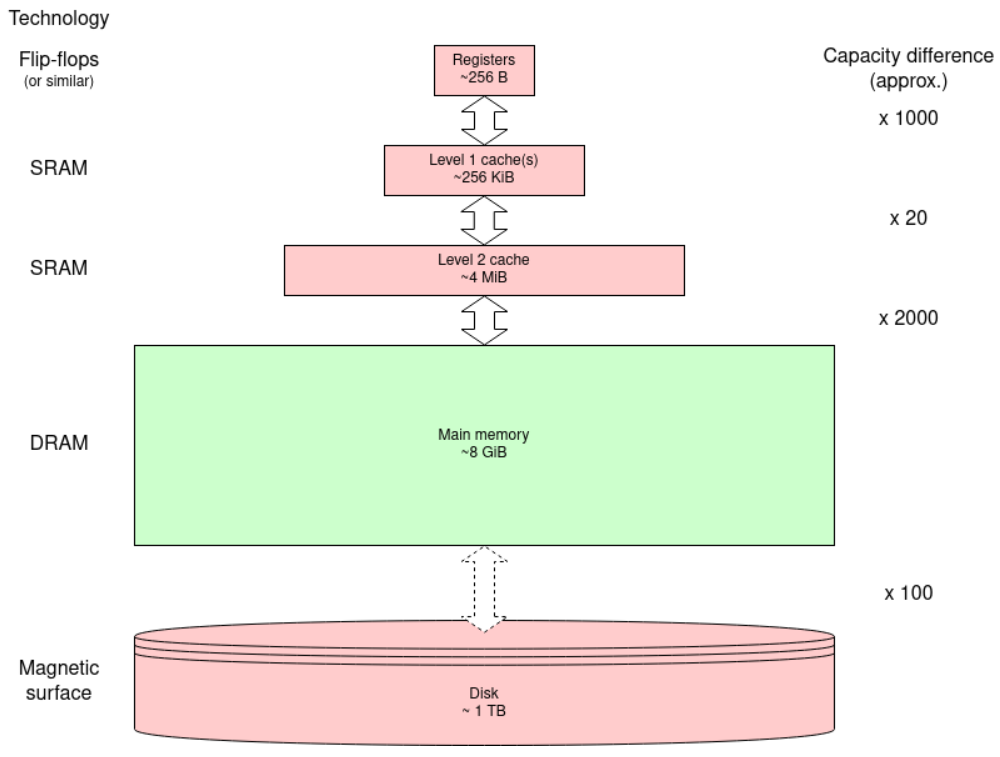 Technology
Flip-flops
(or similar)
Registers
~256 B
Capacity difference
(approx.)
x 1000
SRAM
Level 1 cache(s)
~256 KiB
x 20
SRAM
Level 2 cache
~4 MiB
x 2000
DRAM
Main memory
~8 GiB
x 100
Magnetic
surface
Disk
~ 1 TB